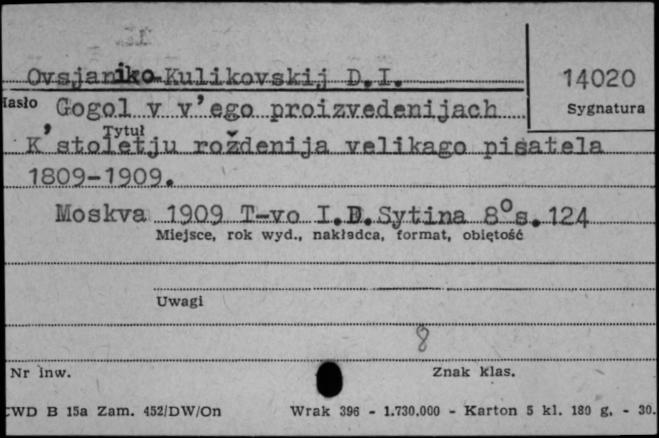 Ovsjaniko-Kulikovskij D.I.
14020
Hasło
Sygnatura
Gogol v v'ego proizvedenijach
Tytuł
K'stoletju roždenija velikago pisatela
1809-1909.
Moskva 1909 T-vo I.D.Sytina 8°s.124
Miejsce, rok wyd., nakładca, format, obiętość
Uwagi
8
Nr inw.
Znak klas.
CWD B 15a Zam. 452/DW/On Wrak 396 - 1.730.000 - Karton 5 kl. 180 g. - 30.